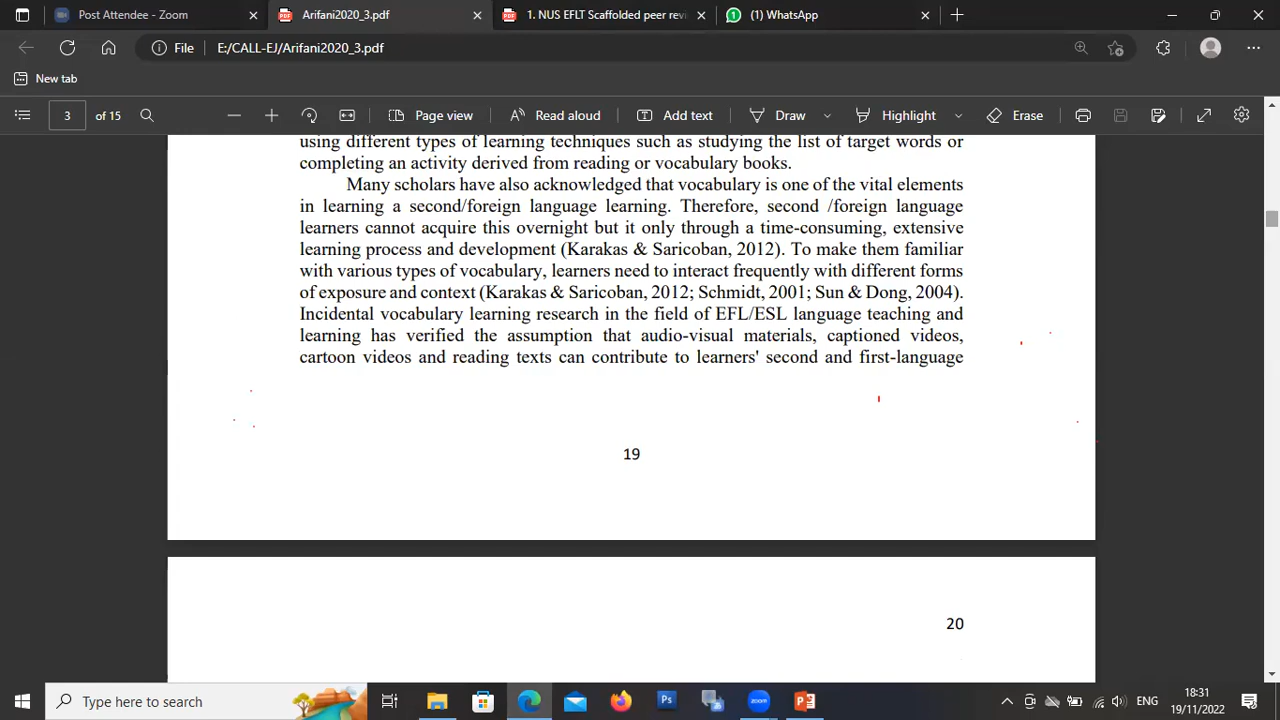 Post Attendee - Zoom
Arifani2020_3.pdf
1. NUS EFLT Scaffolded peer revi
(1) WhatsApp
File
E:/CALL-EJ/Arifani2020_3.pdf
New tab
3
of 15
Page view
Read aloud
Add text
Draw
Highlight
Erase
using different types of learning techniques such as studying the list of target words or
completing an activity derived from reading or vocabulary books.
Many scholars have also acknowledged that vocabulary is one of the vital elements
in learning a second/foreign language learning. Therefore, second /foreign language
learners cannot acquire this overnight but it only through a time-consuming, extensive
learning process and development (Karakas & Saricoban, 2012). To make them familiar
with various types of vocabulary, learners need to interact frequently with different forms
of exposure and context (Karakas & Saricoban, 2012; Schmidt, 2001; Sun & Dong, 2004).
Incidental vocabulary learning research in the field of EFL/ESL language teaching and
learning has verified the assumption that audio-visual materials, captioned videos,
cartoon videos and reading texts can contribute to learners' second and first-language
19
20
Type here to search
Ps
zoom
ENG
18:31
19/11/2022